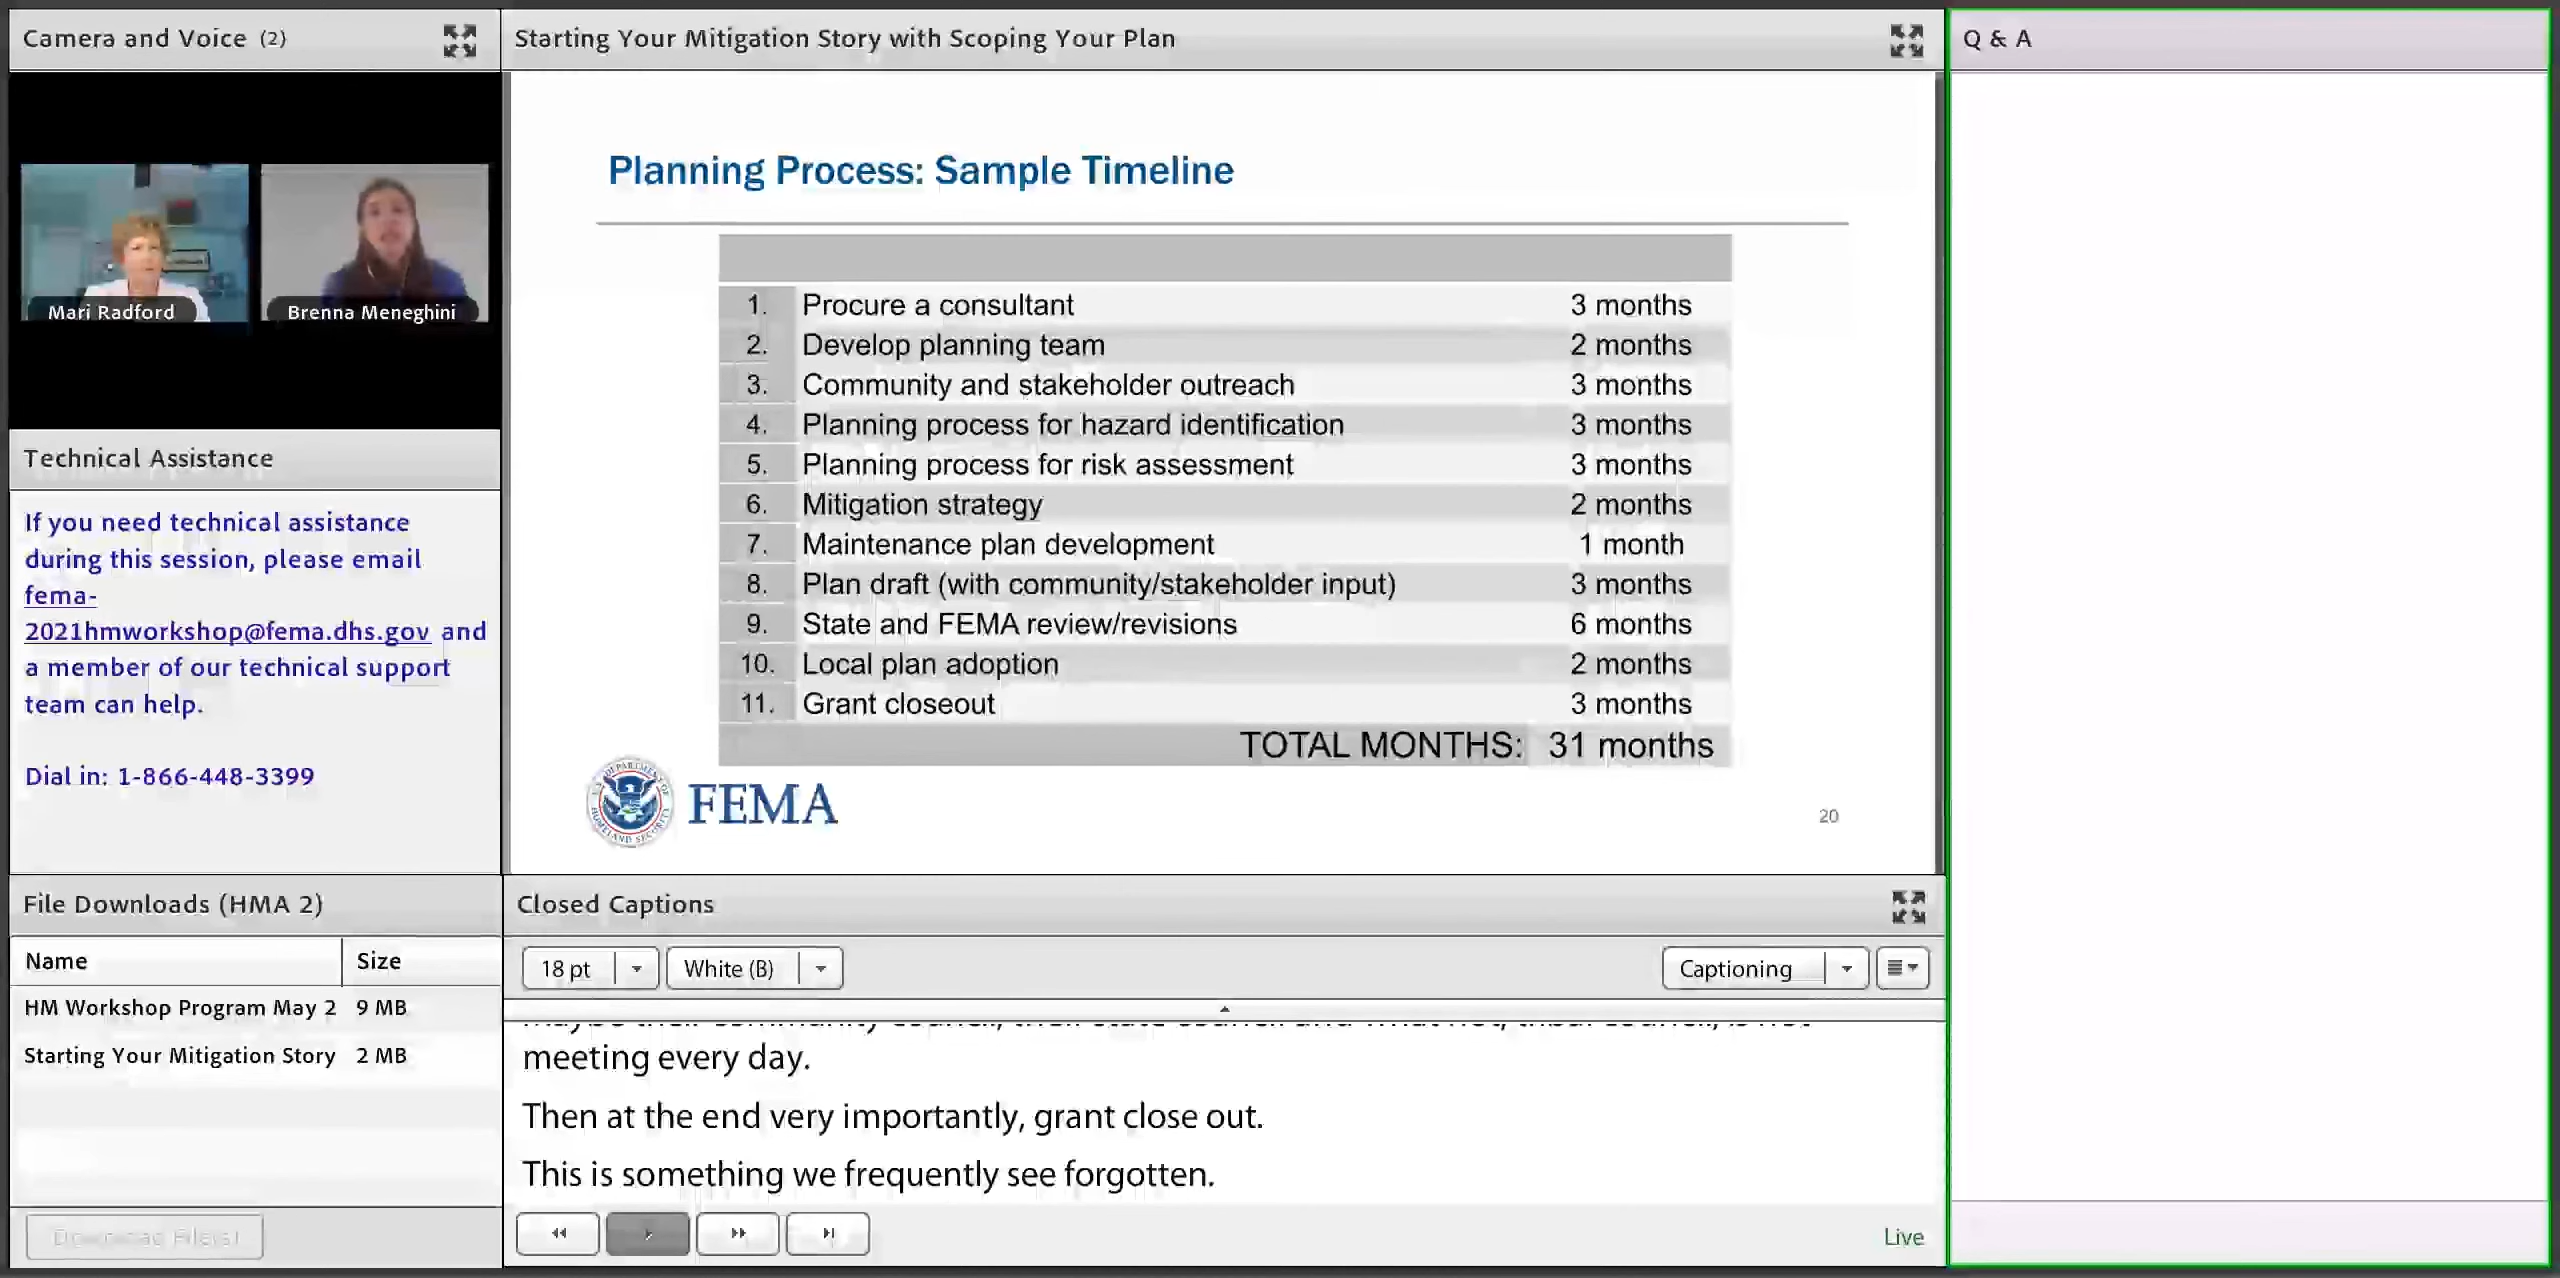 Camera and Voice (2)
Mari Radford
Brenna Meneghini
Technical Assistance
If you need technical assistance
during this session, please email
fema-
2021hmworkshop@fema.dhs.gov and
a member of our technical support
team can help.
Dial in: 1-866-448-3399
File Downloads (HMA 2)
Name Size
HM Workshop Program May 2 9 MB
Starting Your Mitigation Story 2 MB
Download File(s)
Starting Your Mitigation Story with Scoping Your Plan
Planning Process: Sample Timeline
1. Procure a consultant 3 months
2. Develop planning team 2 months
3. Community and stakeholder outreach 3 months
4. Planning process for hazard identification 3 months
5. Planning process for risk assessment 3 months
6. Mitigation strategy 2 months
7. Maintenance plan development 1 month
8. Plan draft (with community/stakeholder input) 3 months
9. State and FEMA review/revisions 6 months
10. Local plan adoption 2 months
11. Grant closeout 3 months
TOTAL MONTHS: 31 months
FEMA
20
Closed Captions
18 pt White (B) Captioning
meeting every day.
Then at the end very importantly, grant close out.
This is something we frequently see forgotten.
Live
Q & A